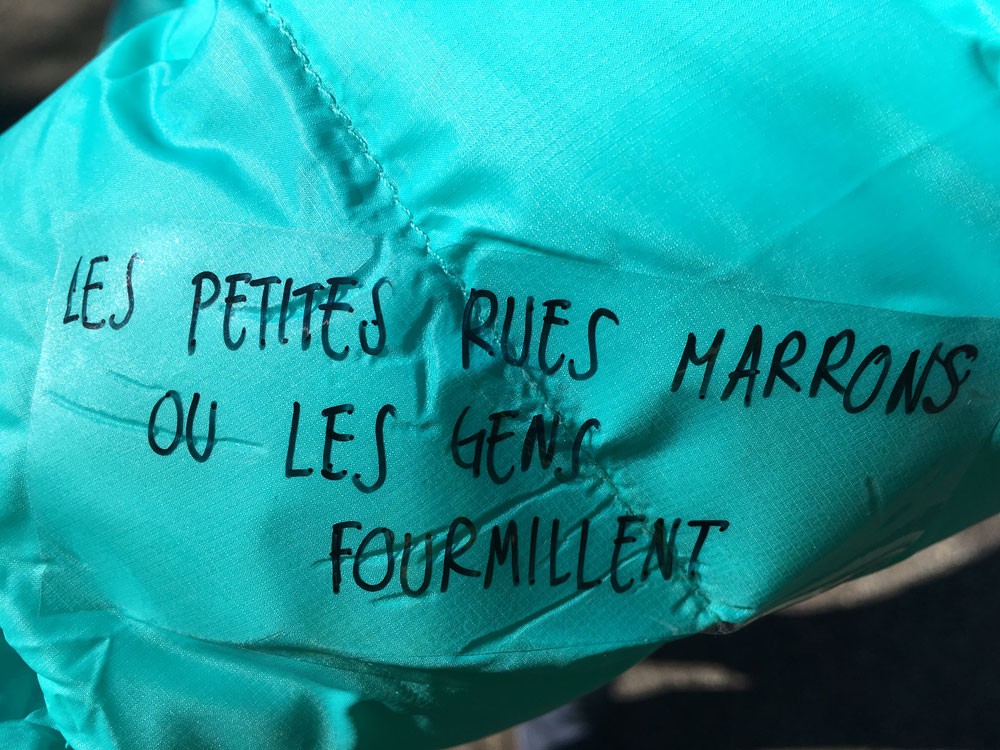 LES PETITES RUES MARRONS
OU LES GENS
FOURMILLENT